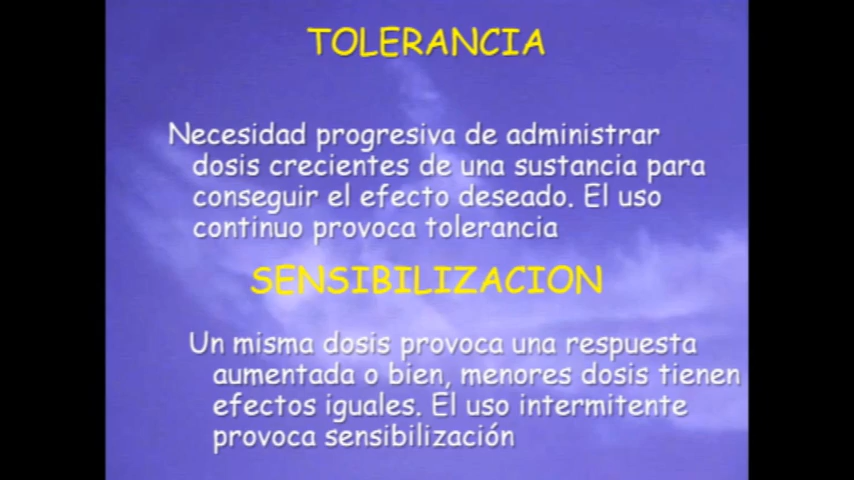 TOLERANCIA
Necesidad progresiva de administrar
dosis crecientes de una sustancia para
conseguir el efecto deseado. El uso
continuo provoca tolerancia
SENSIBILIZACION
Un misma dosis provoca una respuesta
aumentada o bien, menores dosis tienen
efectos iguales. El uso intermitente
provoca sensibilización